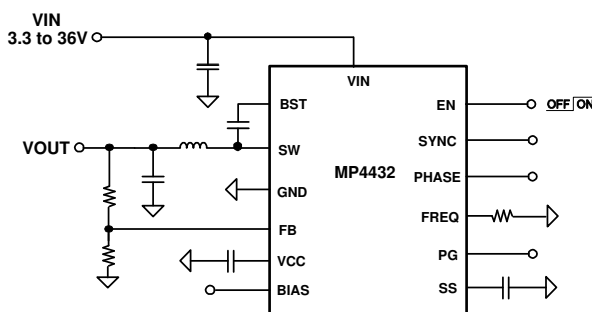 VIN
3.3 to 36V
VIN
BST
EN
OFF ON
VOUT
SW
SYNC
MP4432
GND
PHASE
FREQ
FB
VCC
PG
BIAS
SS